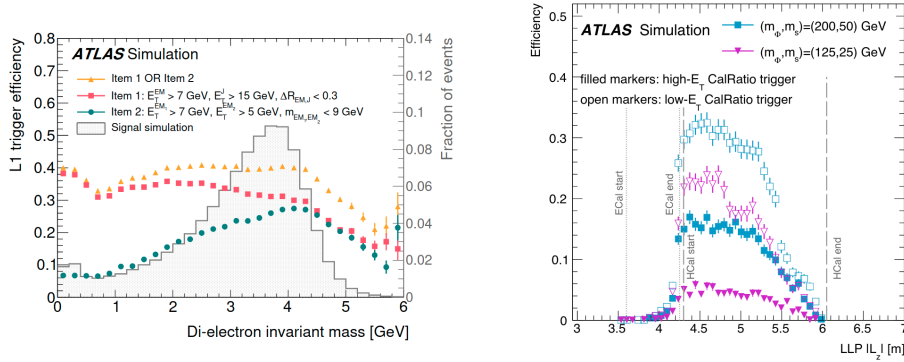 ATLAS Simulation
Item 1 OR Item 2
Item 1: E_T^EM > 7 GeV, E_T^J > 15 GeV, ΔR_EM,J < 0.3
Item 2: E_T^EM₁ > 7 GeV, E_T^EM₂ > 5 GeV, m_EM₁,EM₂ < 9 GeV
Signal simulation
L1 trigger efficiency
0.8
0.7
0.6
0.5
0.4
0.3
0.2
0.1
0
0.14
0.12
0.10
0.08
0.06
0.04
0.02
0.00
Fraction of events
0 1 2 3 4 5 6
Di-electron invariant mass [GeV]
Efficiency
0.5
0.4
0.3
0.2
0.1
0
ATLAS Simulation
(m_Φ,m_s)=(200,50) GeV
(m_Φ,m_s)=(125,25) GeV
filled markers: high-E_T CalRatio trigger
open markers: low-E_T CalRatio trigger
ECal start
ECal end
HCal start
HCal end
3 3.5 4 4.5 5 5.5 6 6.5 7
LLP |L_z| [m]